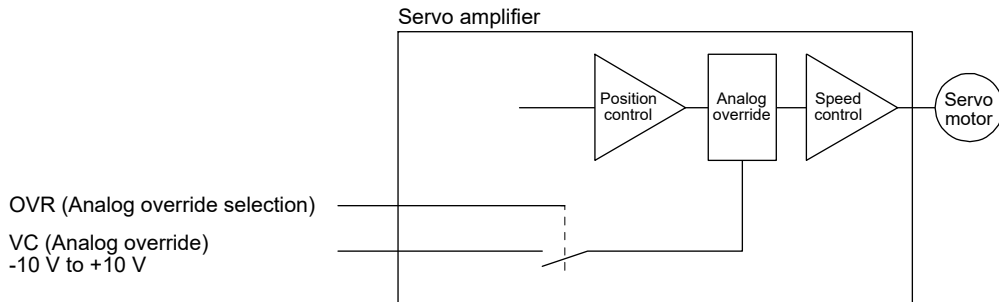 Servo amplifier
Position
control
Analog
override
Speed
control
Servo
motor
OVR (Analog override selection)
VC (Analog override)
-10 V to +10 V